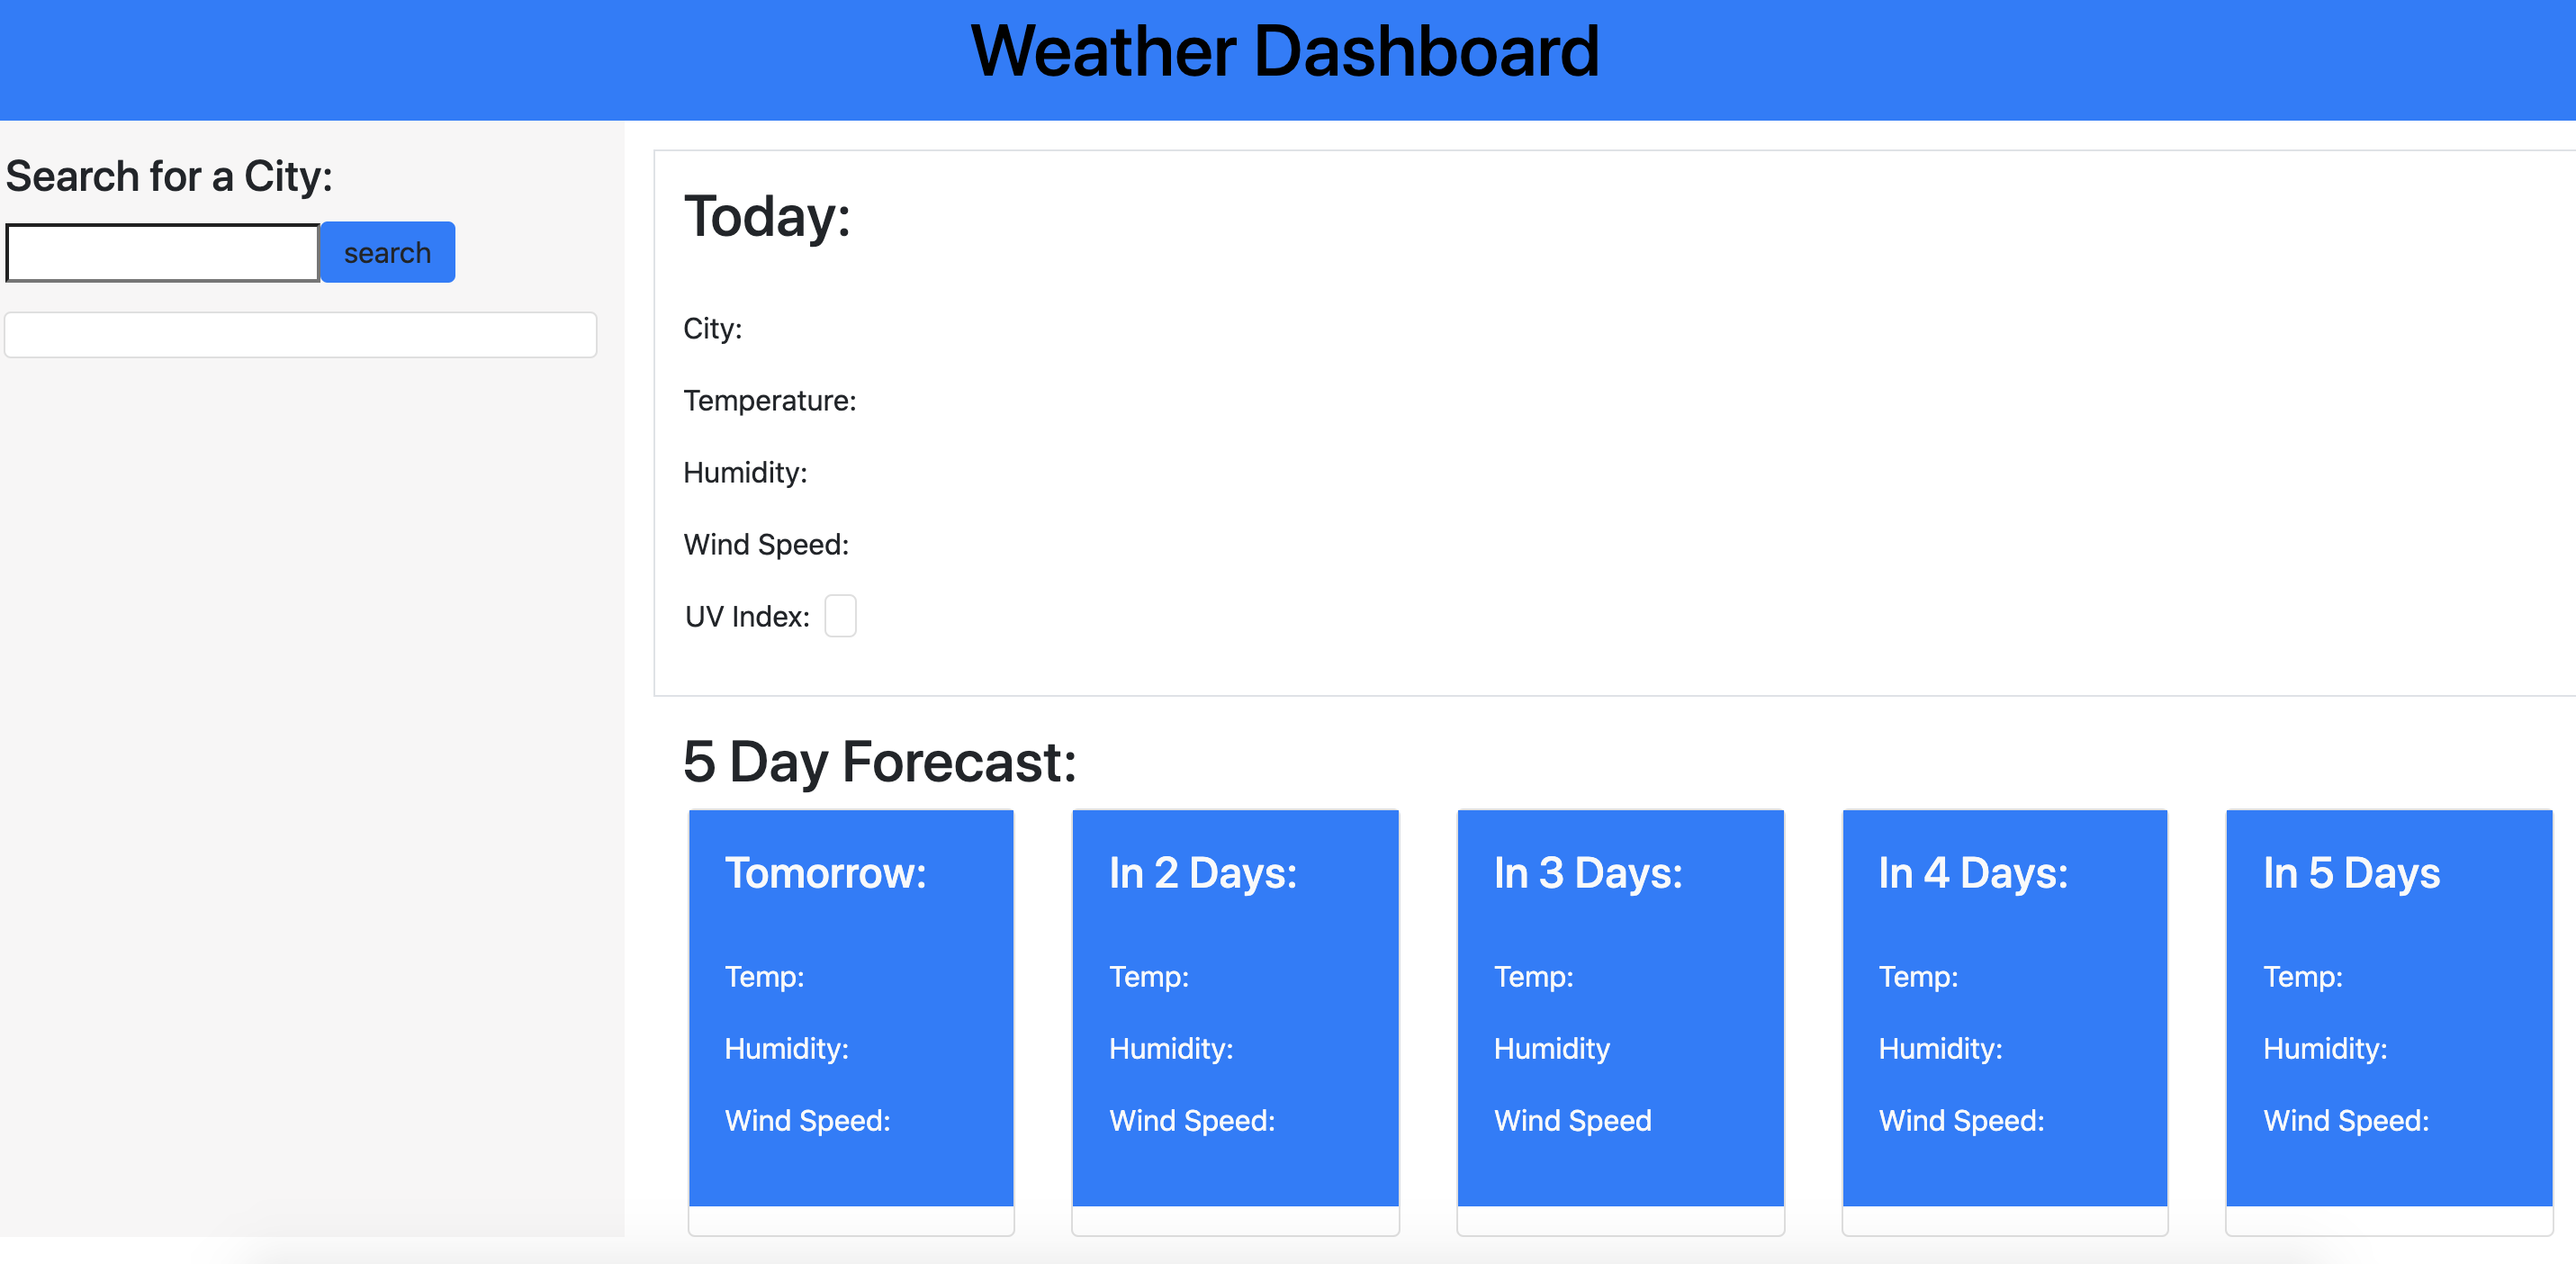 Weather Dashboard
Search for a City:
search
Today:
City:
Temperature:
Humidity:
Wind Speed:
UV Index:
5 Day Forecast:
Tomorrow:
Temp:
Humidity:
Wind Speed:
In 2 Days:
Temp:
Humidity:
Wind Speed:
In 3 Days:
Temp:
Humidity
Wind Speed
In 4 Days:
Temp:
Humidity:
Wind Speed:
In 5 Days
Temp:
Humidity:
Wind Speed: